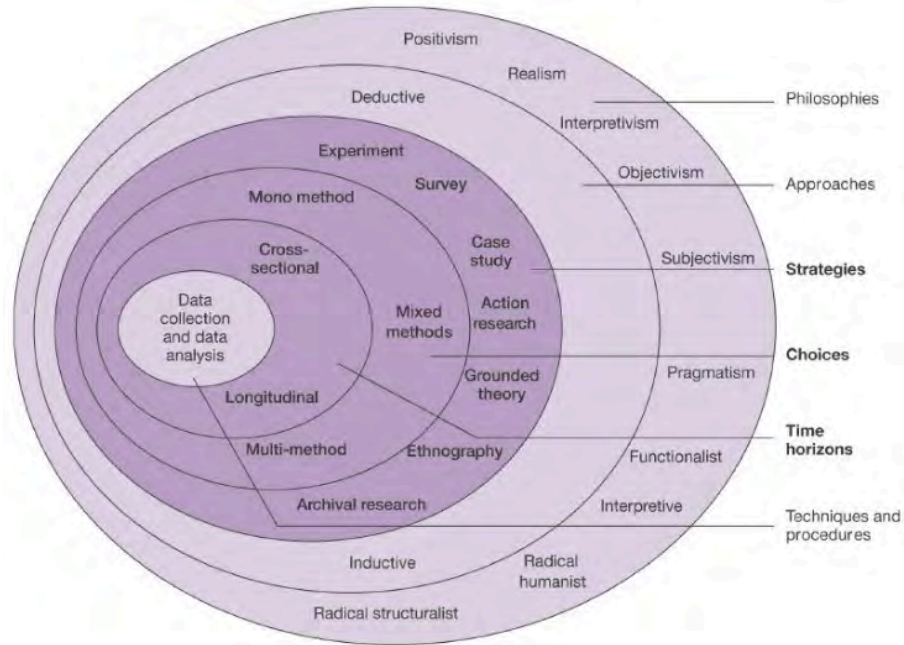 Positivism
Realism
Philosophies
Deductive
Interpretivism
Experiment
Objectivism
Approaches
Survey
Mono method
Case
study
Subjectivism
Strategies
Cross-
sectional
Data
collection
and data
analysis
Mixed
methods
Action
research
Choices
Grounded
theory
Pragmatism
Longitudinal
Time
horizons
Multi-method
Ethnography
Functionalist
Archival research
Interpretive
Techniques and
procedures
Inductive
Radical
humanist
Radical structuralist